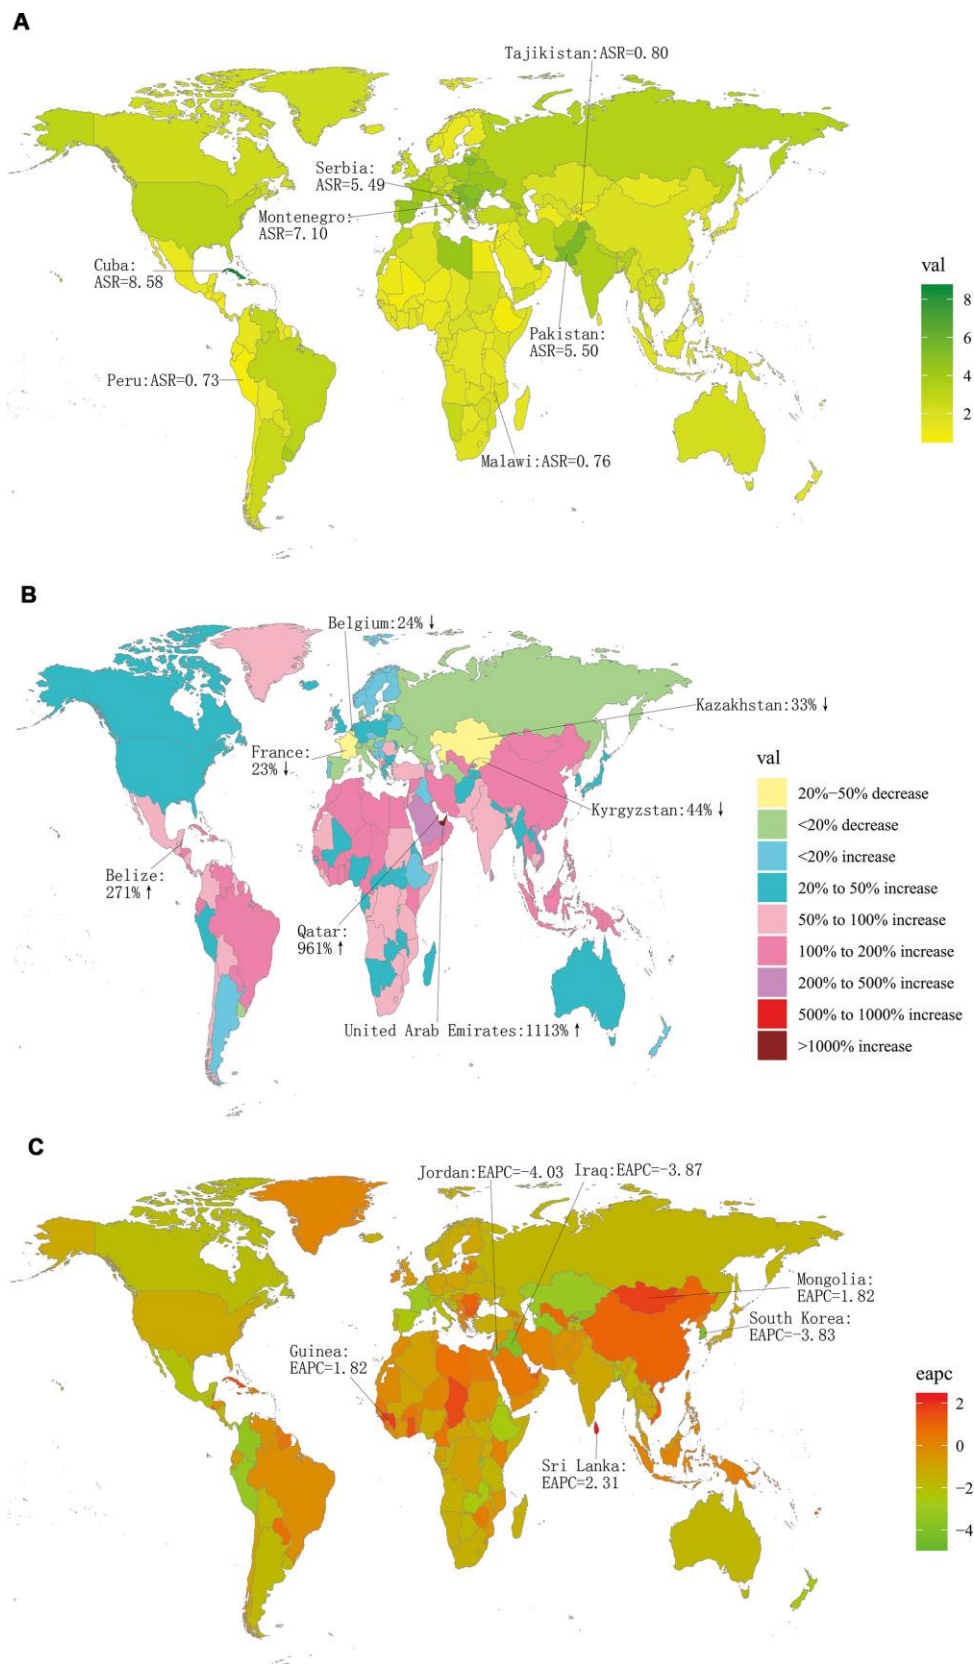 A
Tajikistan:ASR=0.80
Serbia:
ASR=5.49
Montenegro:
ASR=7.10
Cuba:
ASR=8.58
val
8
6
4
2
Pakistan:
ASR=5.50
Peru:ASR=0.73
Malawi:ASR=0.76
B
Belgium:24% ↓
Kazakhstan:33% ↓
France:
23% ↓
Kyrgyzstan:44% ↓
Belize:
271% ↑
Qatar:
961% ↑
United Arab Emirates:1113% ↑
val
20%−50% decrease
<20% decrease
<20% increase
20% to 50% increase
50% to 100% increase
100% to 200% increase
200% to 500% increase
500% to 1000% increase
>1000% increase
C
Jordan:EAPC=−4.03
Iraq:EAPC=−3.87
Mongolia:
EAPC=1.82
South Korea:
EAPC=−3.83
Guinea:
EAPC=1.82
Sri Lanka:
EAPC=2.31
eapc
2
0
−2
−4